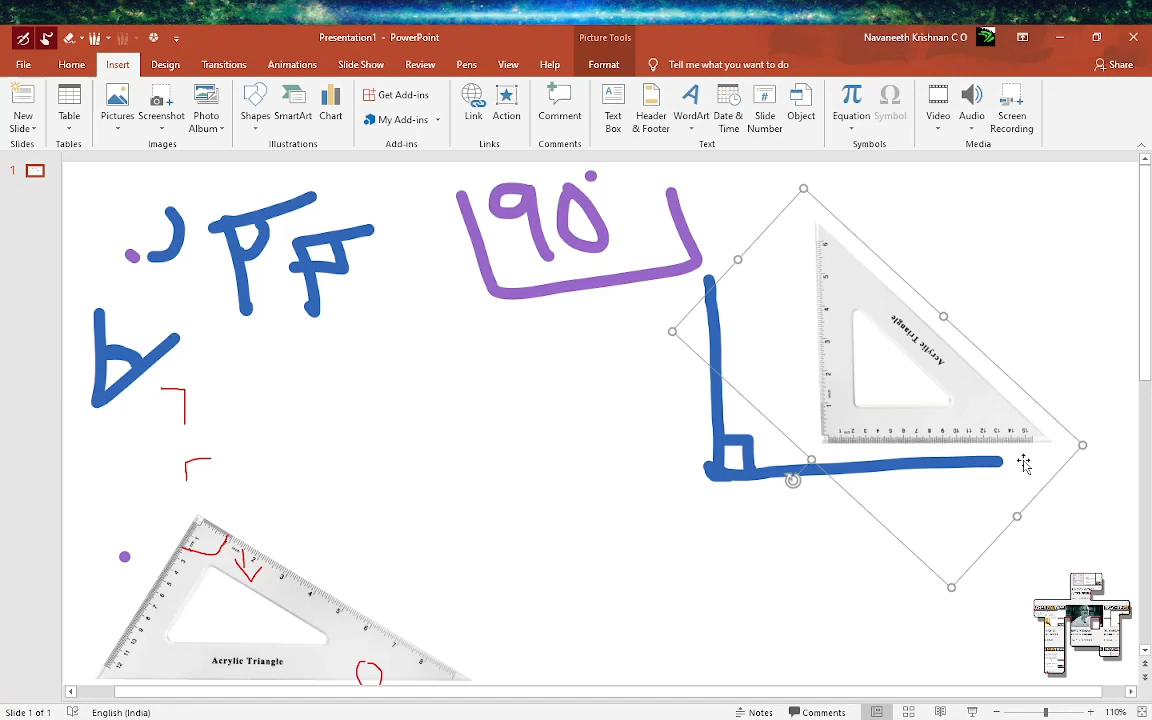 Presentation1 - PowerPoint
Picture Tools
Navaneeth Krishnan C O
File Home Insert Design Transitions Animations Slide Show Review Pens View Help Format Tell me what you want to do Share
New Slide
Table
Pictures
Screenshot
Photo Album
Shapes
SmartArt
Chart
Get Add-ins
My Add-ins
Link
Action
Comment
Text Box
Header & Footer
WordArt
Date & Time
Slide Number
Object
Equation
Symbol
Video
Audio
Screen Recording
Slides Tables Images Illustrations Add-ins Links Comments Text Symbols Media
1
90°
Acrylic Triangle
Acrylic Triangle
Slide 1 of 1 English (India) Notes Comments 110%